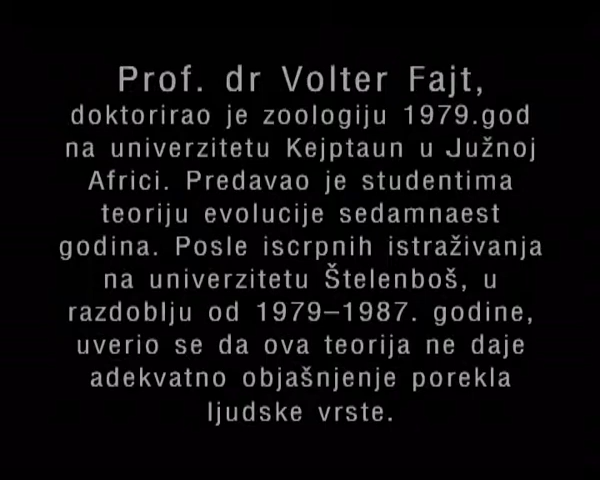 Prof. dr Volter Fajt,
doktorirao je zoologiju 1979.god
na univerzitetu Kejptaun u Južnoj
Africi. Predavao je studentima
teoriju evolucije sedamnaest
godina. Posle iscrpnih istraživanja
na univerzitetu Štelenboš, u
razdoblju od 1979–1987. godine,
uverio se da ova teorija ne daje
adekvatno objašnjenje porekla
ljudske vrste.